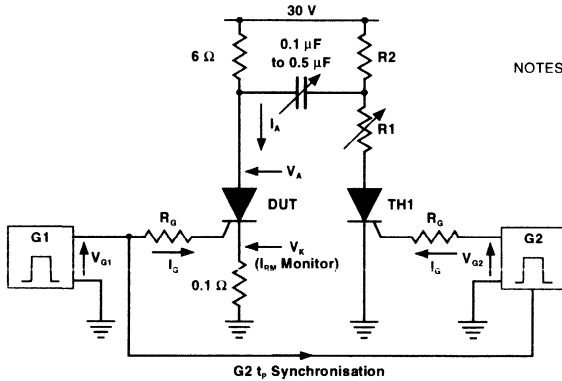 30 V
6 Ω
0.1 µF
to 0.5 µF
R2
NOTES
I_A
R1
V_A
DUT
TH1
G1
R_G
R_G
G2
V_G1
I_G
V_K
(I_RM Monitor)
I_G
V_G2
0.1 Ω
G2 t_p Synchronisation